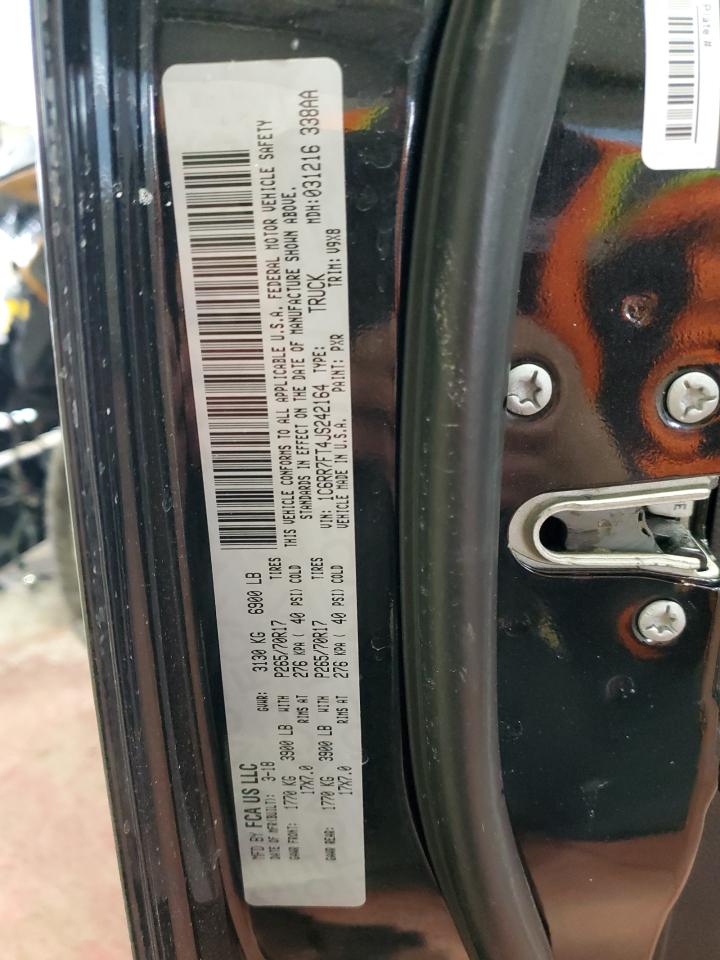 MFD BY FCA US LLC
DATE OF MFR(BUILT): 3-18 GVWR: 3130 KG 6900 LB
GAWR FRONT: 1770 KG 3900 LB WITH P265/70R17 TIRES
17X7.0 RIMS AT 276 KPA ( 40 PSI) COLD
GAWR REAR: 1770 KG 3900 LB WITH P265/70R17 TIRES
17X7.0 RIMS AT 276 KPA ( 40 PSI) COLD
THIS VEHICLE CONFORMS TO ALL APPLICABLE U.S.A. FEDERAL MOTOR VEHICLE SAFETY
STANDARDS IN EFFECT ON THE DATE OF MANUFACTURE SHOWN ABOVE.
VIN: 1C6RR7FT4JS242164 TYPE: TRUCK MDH:031216 338AA
VEHICLE MADE IN U.S.A. PAINT: PXR TRIM: V9X8
Plate #
E